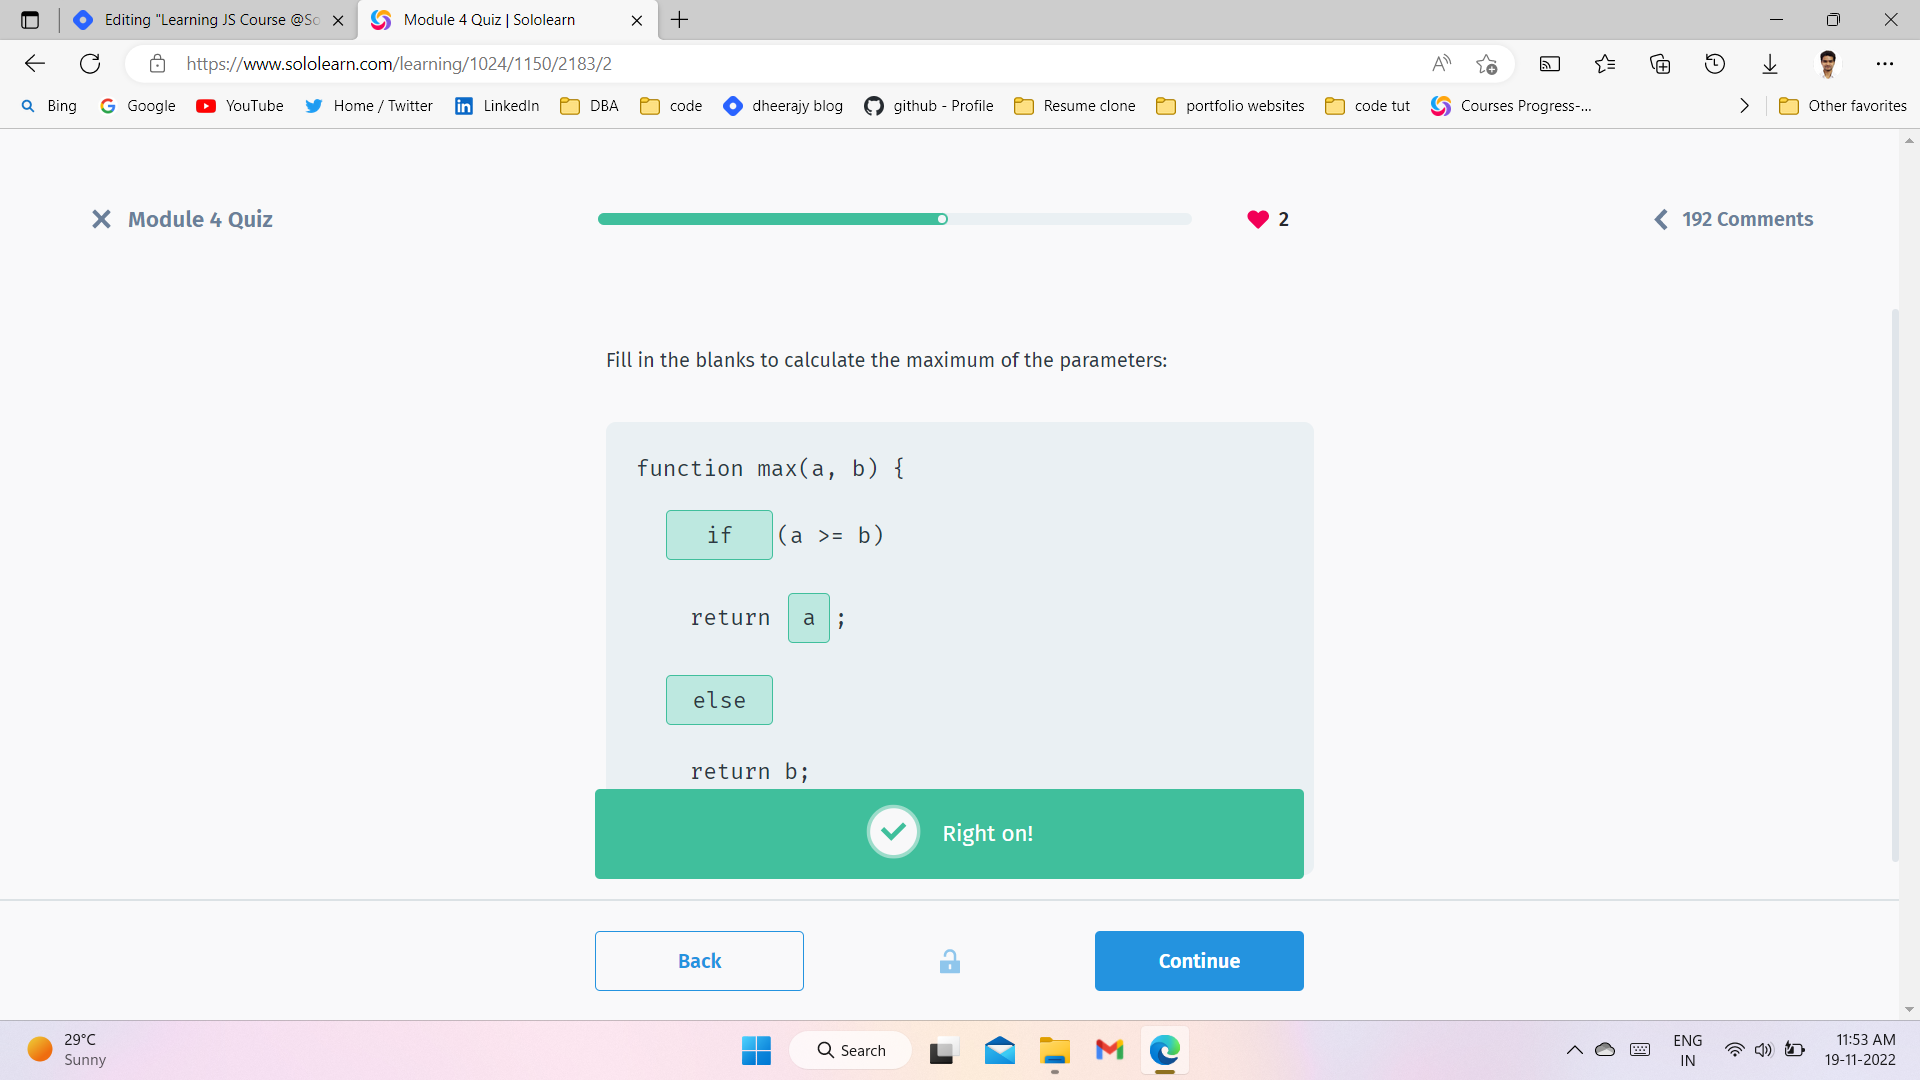 Editing "Learning JS Course @So
Module 4 Quiz | Sololearn
https://www.sololearn.com/learning/1024/1150/2183/2
Bing
Google
YouTube
Home / Twitter
LinkedIn
DBA
code
dheerajy blog
github - Profile
Resume clone
portfolio websites
code tut
Courses Progress-...
Other favorites
Module 4 Quiz
2
192 Comments
Fill in the blanks to calculate the maximum of the parameters:
function max(a, b) {
if (a >= b)
return a ;
else
return b;
Right on!
Back
Continue
29°C
Sunny
Search
ENG
IN
11:53 AM
19-11-2022